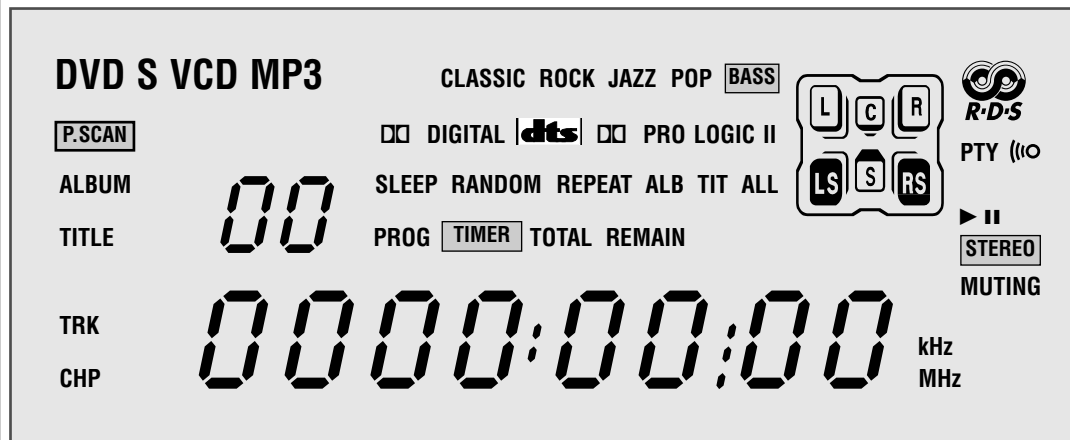 DVD S VCD MP3
CLASSIC ROCK JAZZ POP BASS
L C R
R·D·S
P.SCAN
DIGITAL dts PRO LOGIC II
PTY
ALBUM
00
SLEEP RANDOM REPEAT ALB TIT ALL
LS S RS
TITLE
PROG TIMER TOTAL REMAIN
STEREO
MUTING
TRK
0000:00:00
kHz
CHP
MHz